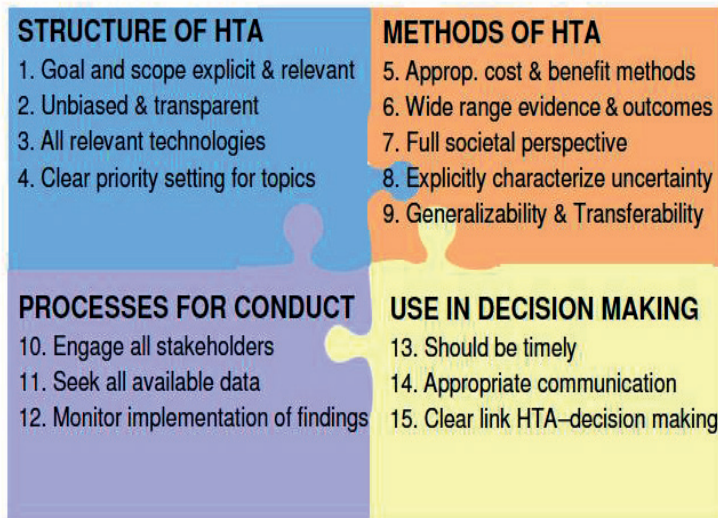 STRUCTURE OF HTA
1. Goal and scope explicit & relevant
2. Unbiased & transparent
3. All relevant technologies
4. Clear priority setting for topics
METHODS OF HTA
5. Approp. cost & benefit methods
6. Wide range evidence & outcomes
7. Full societal perspective
8. Explicitly characterize uncertainty
9. Generalizability & Transferability
PROCESSES FOR CONDUCT
10. Engage all stakeholders
11. Seek all available data
12. Monitor implementation of findings
USE IN DECISION MAKING
13. Should be timely
14. Appropriate communication
15. Clear link HTA–decision making